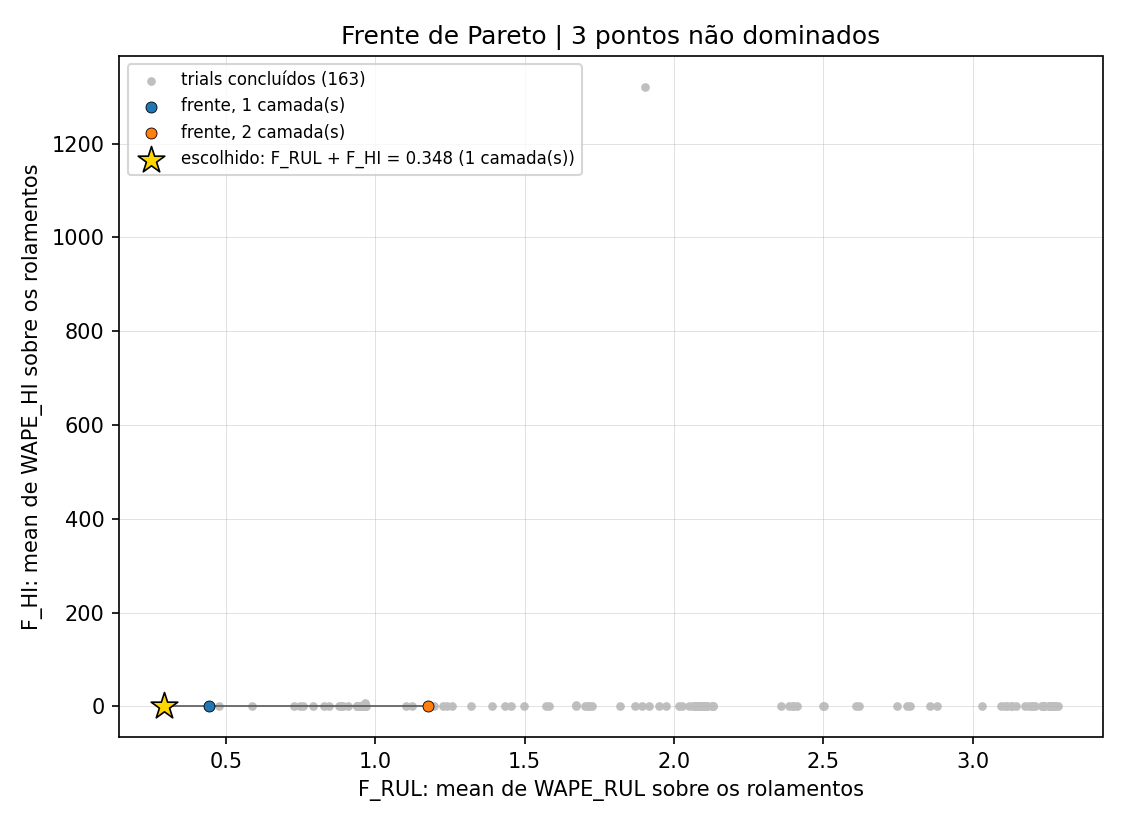 Frente de Pareto | 3 pontos não dominados
trials concluídos (163)
frente, 1 camada(s)
frente, 2 camada(s)
escolhido: F_RUL + F_HI = 0.348 (1 camada(s))
F_HI: mean de WAPE_HI sobre os rolamentos
1200
1000
800
600
400
200
0
0.5
1.0
1.5
2.0
2.5
3.0
F_RUL: mean de WAPE_RUL sobre os rolamentos